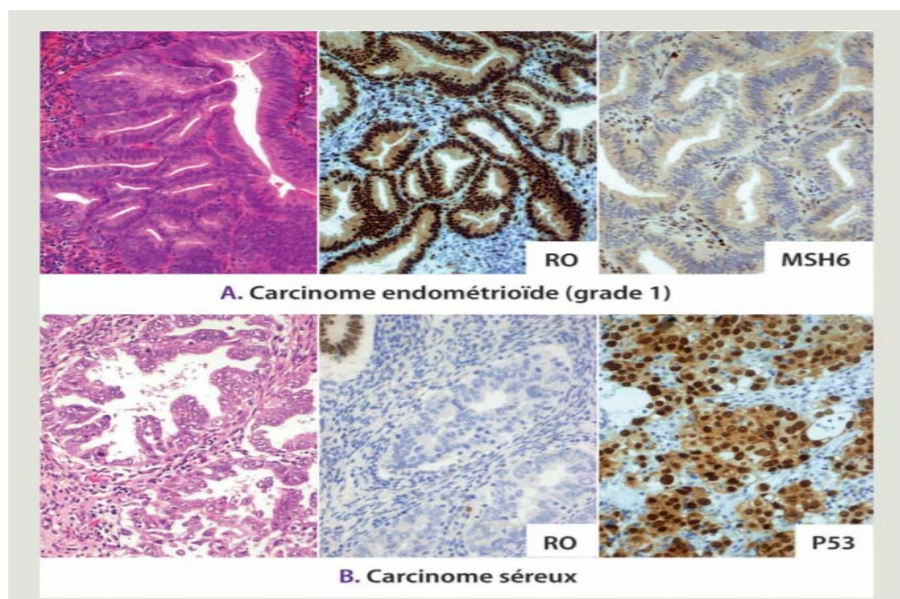 RO
MSH6
A. Carcinome endométrioïde (grade 1)
RO
P53
B. Carcinome séreux